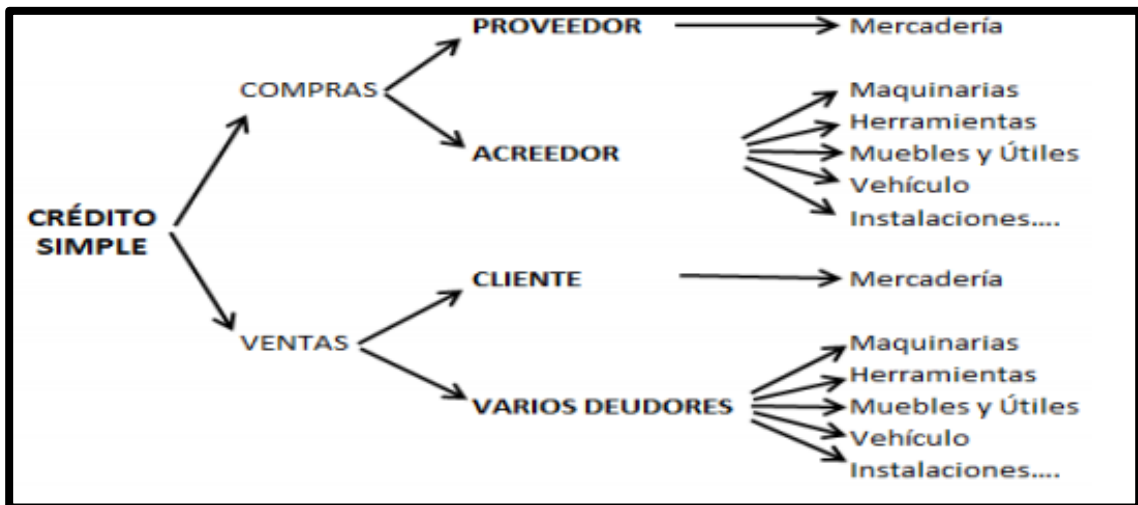 PROVEEDOR
Mercadería
COMPRAS
Maquinarias
Herramientas
ACREEDOR
Muebles y Útiles
Vehículo
Instalaciones....
CRÉDITO
SIMPLE
CLIENTE
Mercadería
VENTAS
Maquinarias
Herramientas
VARIOS DEUDORES
Muebles y Útiles
Vehículo
Instalaciones....